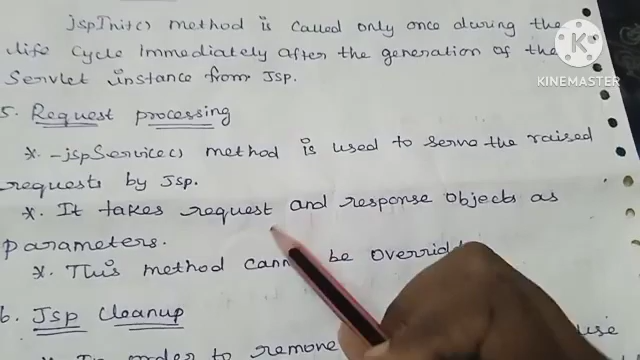 jspInit() method is called only once during the
life cycle immediately after the generation of the
Servlet instance from JSP.
KINEMASTER
5. Request processing
*. -jspService() method is used to serve the raised
requests by JSP.
*. It takes request and response objects as
parameters.
*. This method be
6. Jsp Cleanup
*. In order to remove use